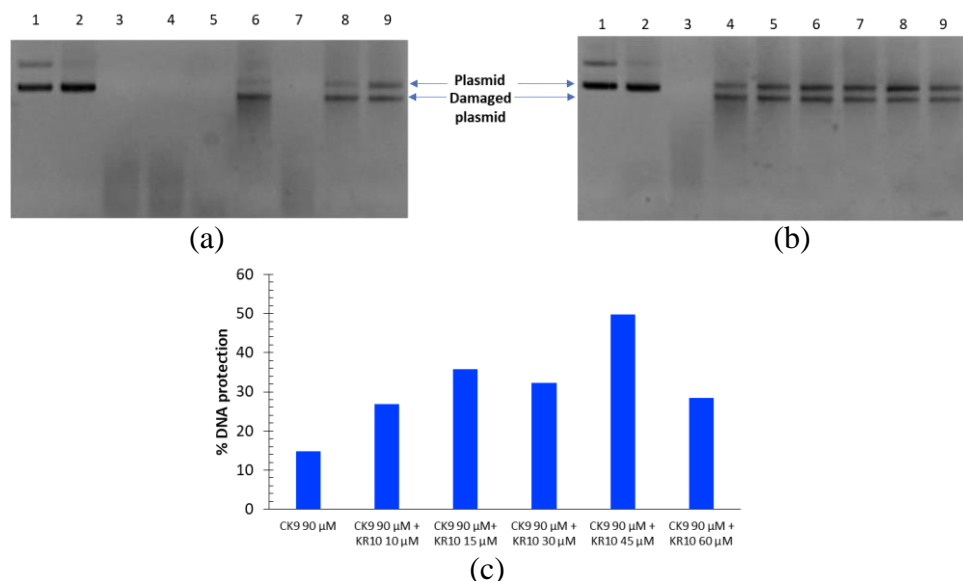 1 2 3 4 5 6 7 8 9
1 2 3 4 5 6 7 8 9
Plasmid
Damaged
plasmid
(a)
(b)
60
50
40
30
20
10
0
% DNA protection
CK9 90 µM
CK9 90 µM +
KR10 10 µM
CK9 90 µM+
KR10 15 µM
CK9 90 µM +
KR10 30 µM
CK9 90 µM +
KR10 45 µM
CK9 90 µM +
KR10 60 µM
(c)